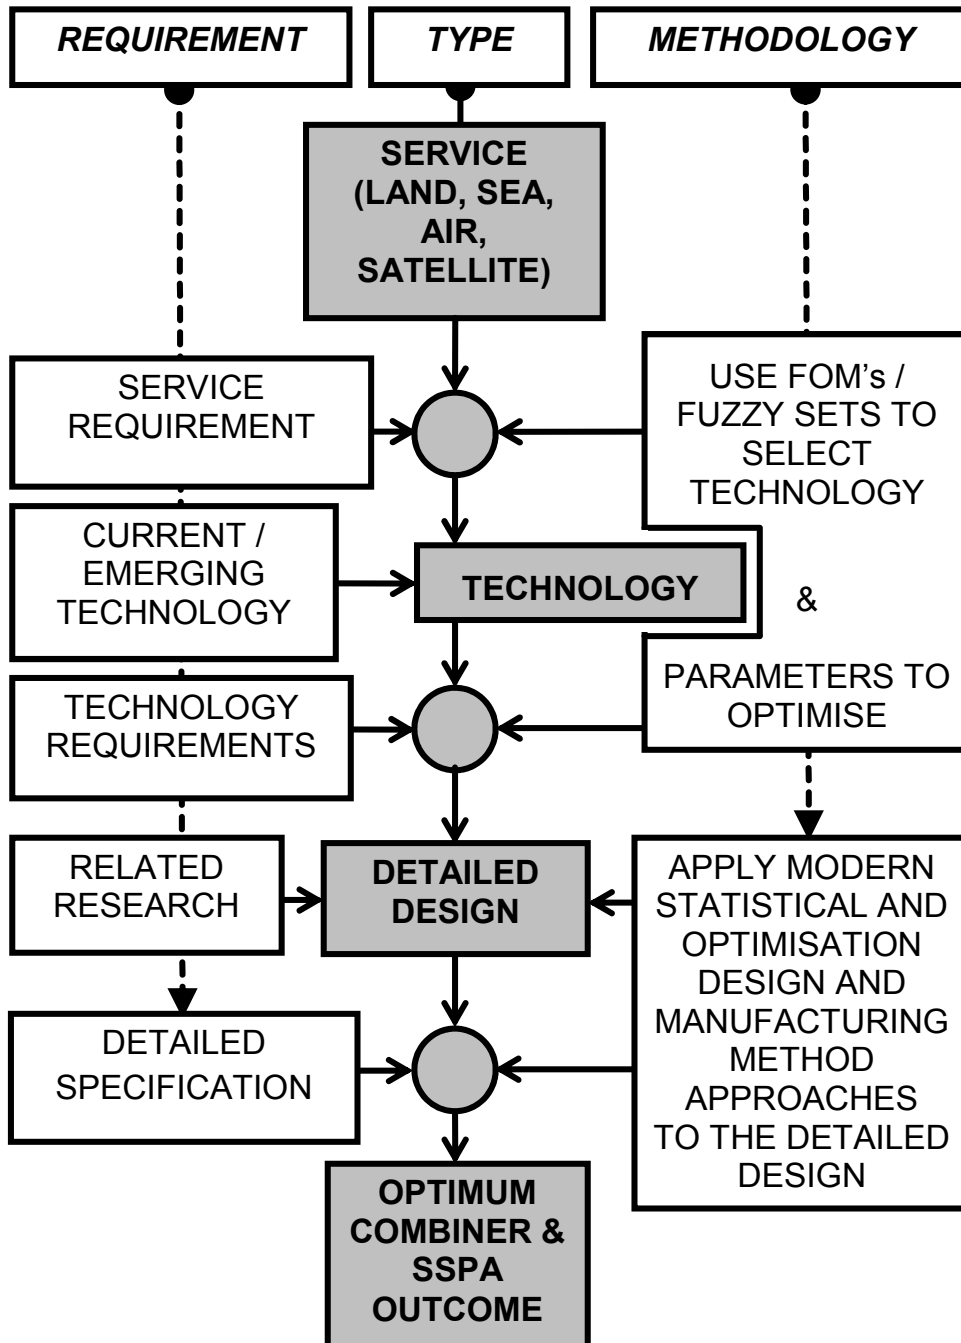 REQUIREMENT
TYPE
METHODOLOGY
SERVICE
(LAND, SEA,
AIR,
SATELLITE)
SERVICE
REQUIREMENT
USE FOM's /
FUZZY SETS TO
SELECT
TECHNOLOGY
CURRENT /
EMERGING
TECHNOLOGY
TECHNOLOGY
&
TECHNOLOGY
REQUIREMENTS
PARAMETERS TO
OPTIMISE
RELATED
RESEARCH
DETAILED
DESIGN
APPLY MODERN
STATISTICAL AND
OPTIMISATION
DESIGN AND
MANUFACTURING
METHOD
APPROACHES
TO THE DETAILED
DESIGN
DETAILED
SPECIFICATION
OPTIMUM
COMBINER &
SSPA
OUTCOME